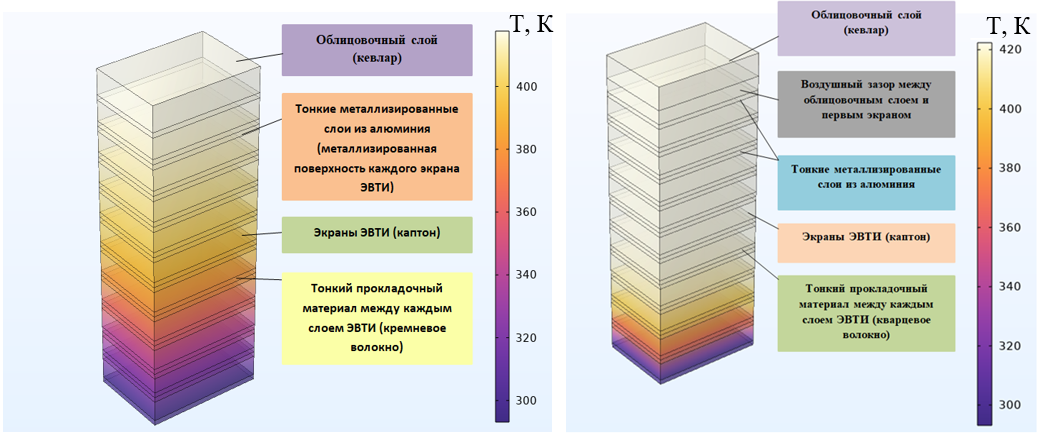 T, K
Облицовочный слой
(кевлар)
Тонкие металлизированные
слои из алюминия
(металлизированная
поверхность каждого экрана
ЭВТИ)
Экраны ЭВТИ (каптон)
Тонкий прокладочный
материал между каждым
слоем ЭВТИ (кремневое
волокно)
400
380
360
340
320
300
T, K
Облицовочный слой
(кевлар)
Воздушный зазор между
облицовочным слоем и
первым экраном
Тонкие металлизированные
слои из алюминия
Экраны ЭВТИ (каптон)
Тонкий прокладочный
материал между каждым
слоем ЭВТИ (кварцевое
волокно)
420
400
380
360
340
320
300